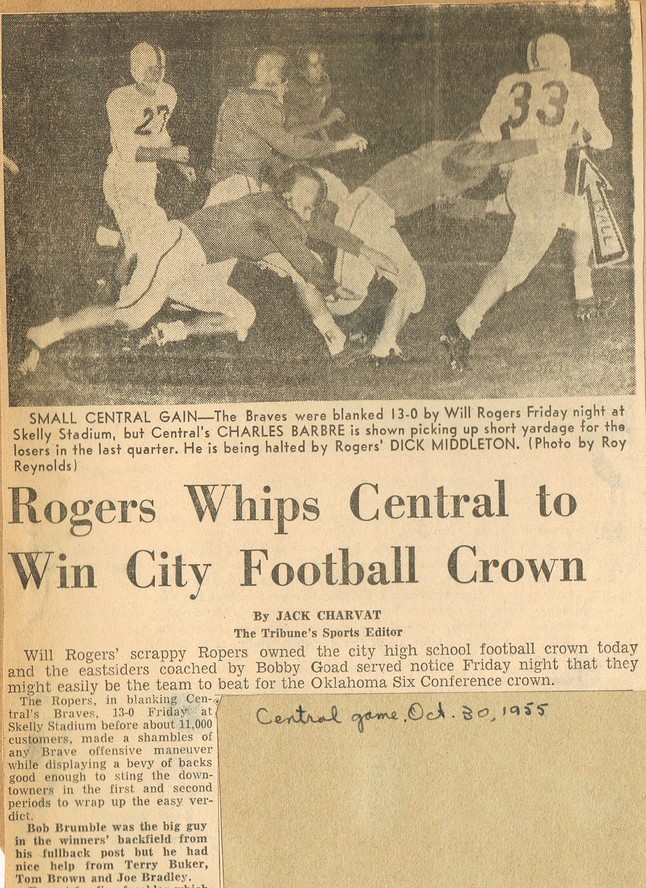 27
33
BALL
SMALL CENTRAL GAIN—The Braves were blanked 13-0 by Will Rogers Friday night at
Skelly Stadium, but Central's CHARLES BARBRE is shown picking up short yardage for the
losers in the last quarter. He is being halted by Rogers' DICK MIDDLETON. (Photo by Roy
Reynolds)
Rogers Whips Central to
Win City Football Crown
By JACK CHARVAT
The Tribune's Sports Editor
Will Rogers' scrappy Ropers owned the city high school football crown today
and the eastsiders coached by Bobby Goad served notice Friday night that they
might easily be the team to beat for the Oklahoma Six Conference crown.
The Ropers, in blanking Cen-
tral's Braves, 13-0 Friday at
Skelly Stadium before about 11,000
customers, made a shambles of
any Brave offensive maneuver
while displaying a bevy of backs
good enough to sting the down-
towners in the first and second
periods to wrap up the easy ver-
dict.
Bob Brumble was the big guy
in the winners' backfield from
his fullback post but he had
nice help from Terry Buker,
Tom Brown and Joe Bradley.
Central game, Oct. 30, 1955